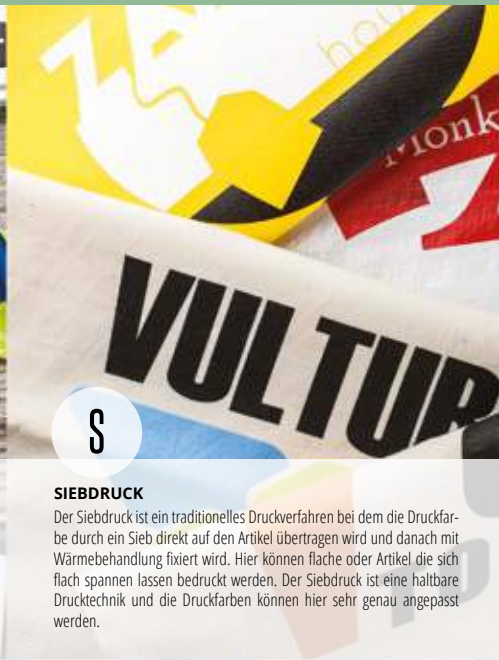 hou
Monk
VULTUR
S
SIEBDRUCK
Der Siebdruck ist ein traditionelles Druckverfahren bei dem die Druckfar-
be durch ein Sieb direkt auf den Artikel übertragen wird und danach mit
Wärmebehandlung fixiert wird. Hier können flache oder Artikel die sich
flach spannen lassen bedruckt werden. Der Siebdruck ist eine haltbare
Drucktechnik und die Druckfarben können hier sehr genau angepasst
werden.